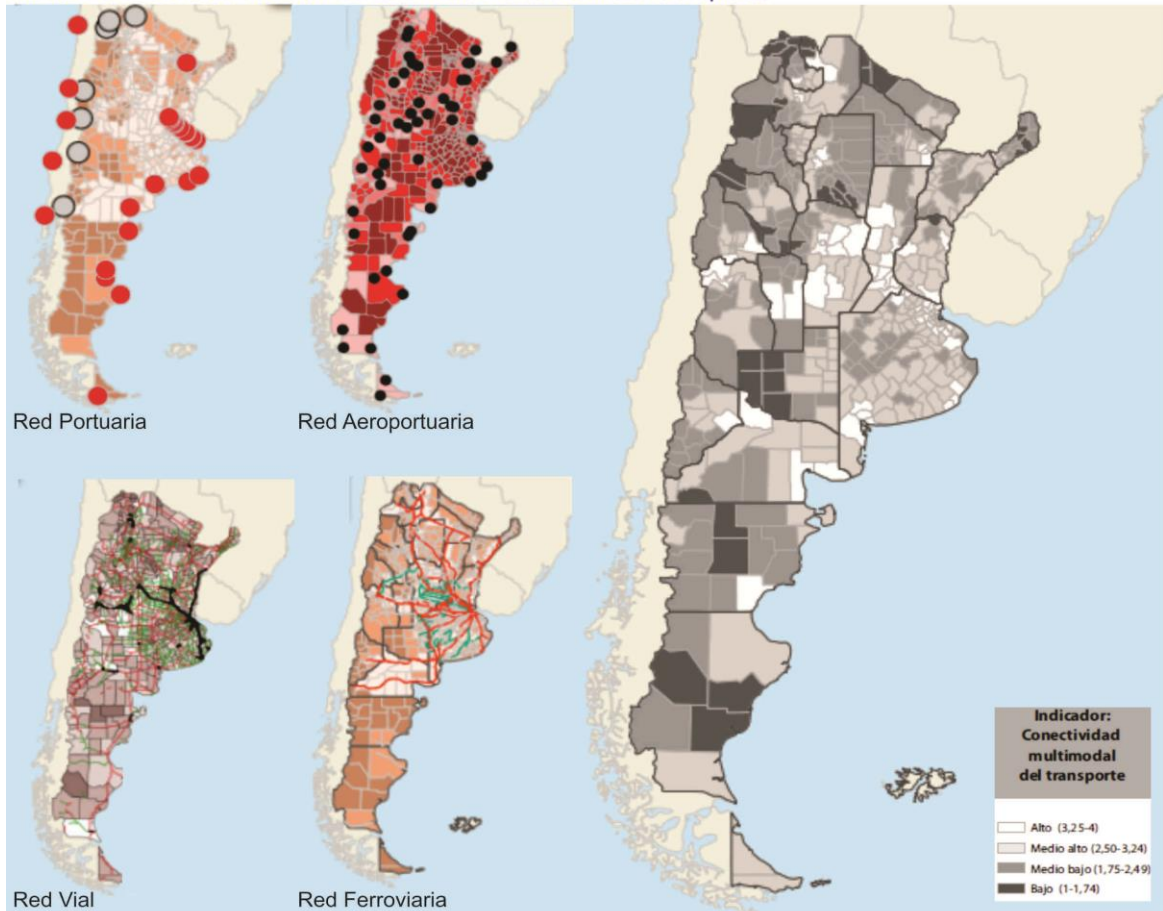 Red Portuaria
Red Aeroportuaria
Red Vial
Red Ferroviaria
Indicador:
Conectividad
multimodal
del transporte
Alto (3,25-4)
Medio alto (2,50-3,24)
Medio bajo (1,75-2,49)
Bajo (1-1,74)